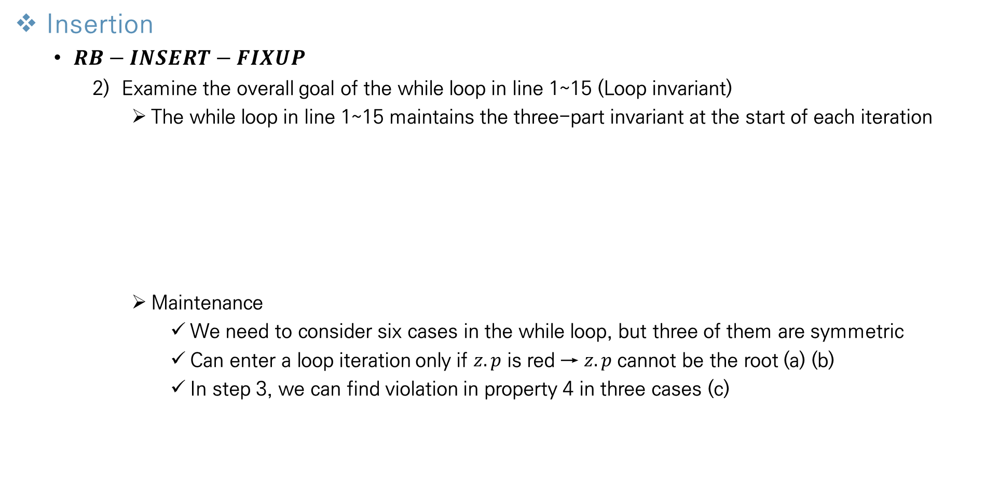 ❖ Insertion
• RB − INSERT − FIXUP
2) Examine the overall goal of the while loop in line 1~15 (Loop invariant)
➢ The while loop in line 1~15 maintains the three-part invariant at the start of each iteration
➢ Maintenance
✓ We need to consider six cases in the while loop, but three of them are symmetric
✓ Can enter a loop iteration only if z.p is red → z.p cannot be the root (a) (b)
✓ In step 3, we can find violation in property 4 in three cases (c)